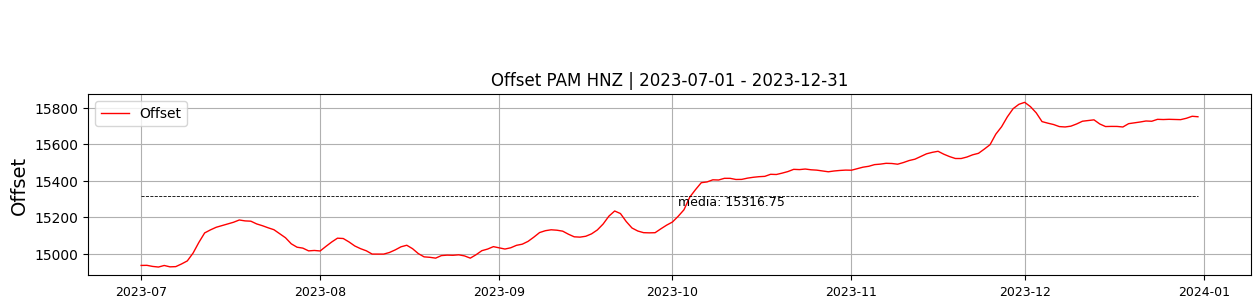 Offset PAM HNZ | 2023-07-01 - 2023-12-31
Offset
Offset
15800
15600
15400
15200
15000
media: 15316.75
2023-07 2023-08 2023-09 2023-10 2023-11 2023-12 2024-01